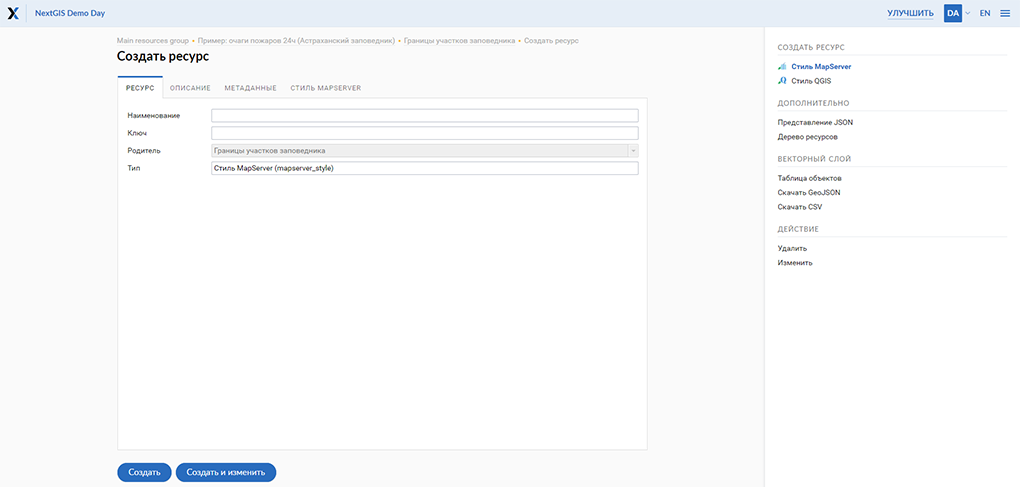 NextGIS Demo Day
УЛУЧШИТЬ
DA
EN
Main resources group • Пример: очаги пожаров 24ч (Астраханский заповедник) • Границы участков заповедника • Создать ресурс
Создать ресурс
РЕСУРС ОПИСАНИЕ МЕТАДАННЫЕ СТИЛЬ MAPSERVER
Наименование
Ключ
Родитель Границы участков заповедника
Тип Стиль MapServer (mapserver_style)
Создать Создать и изменить
СОЗДАТЬ РЕСУРС
Стиль MapServer
Стиль QGIS
ДОПОЛНИТЕЛЬНО
Представление JSON
Дерево ресурсов
ВЕКТОРНЫЙ СЛОЙ
Таблица объектов
Скачать GeoJSON
Скачать CSV
ДЕЙСТВИЕ
Удалить
Изменить